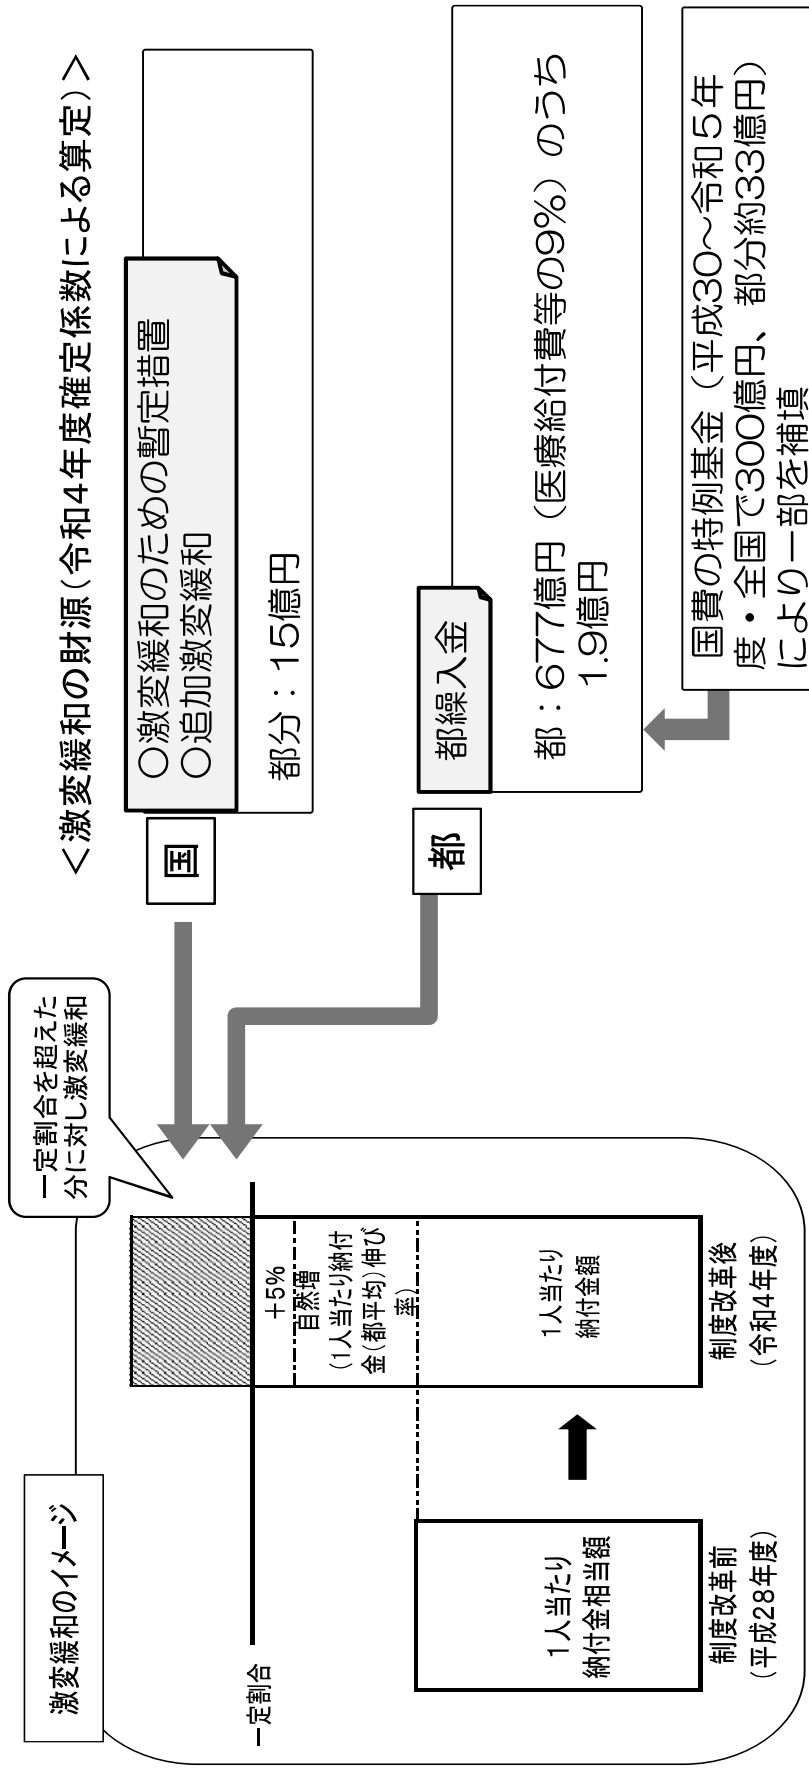 激変緩和のイメージ
一定割合を超えた
分に対し激変緩和
一定割合
1人当たり
納付金相当額
制度改革前
(平成28年度)
+5%
自然増
(1人当たり納付
金(都平均)伸び
率)
1人当たり
納付金額
制度改革後
(令和4年度)
<激変緩和の財源(令和4年度確定係数による算定)>
国
○激変緩和のための暫定措置
○追加激変緩和
都分:15億円
都
都繰入金
都:677億円(医療給付費等の9%)のうち
1.9億円
国費の特例基金(平成30~令和5年
度・全国で300億円、都分約33億円)
により一部を補填